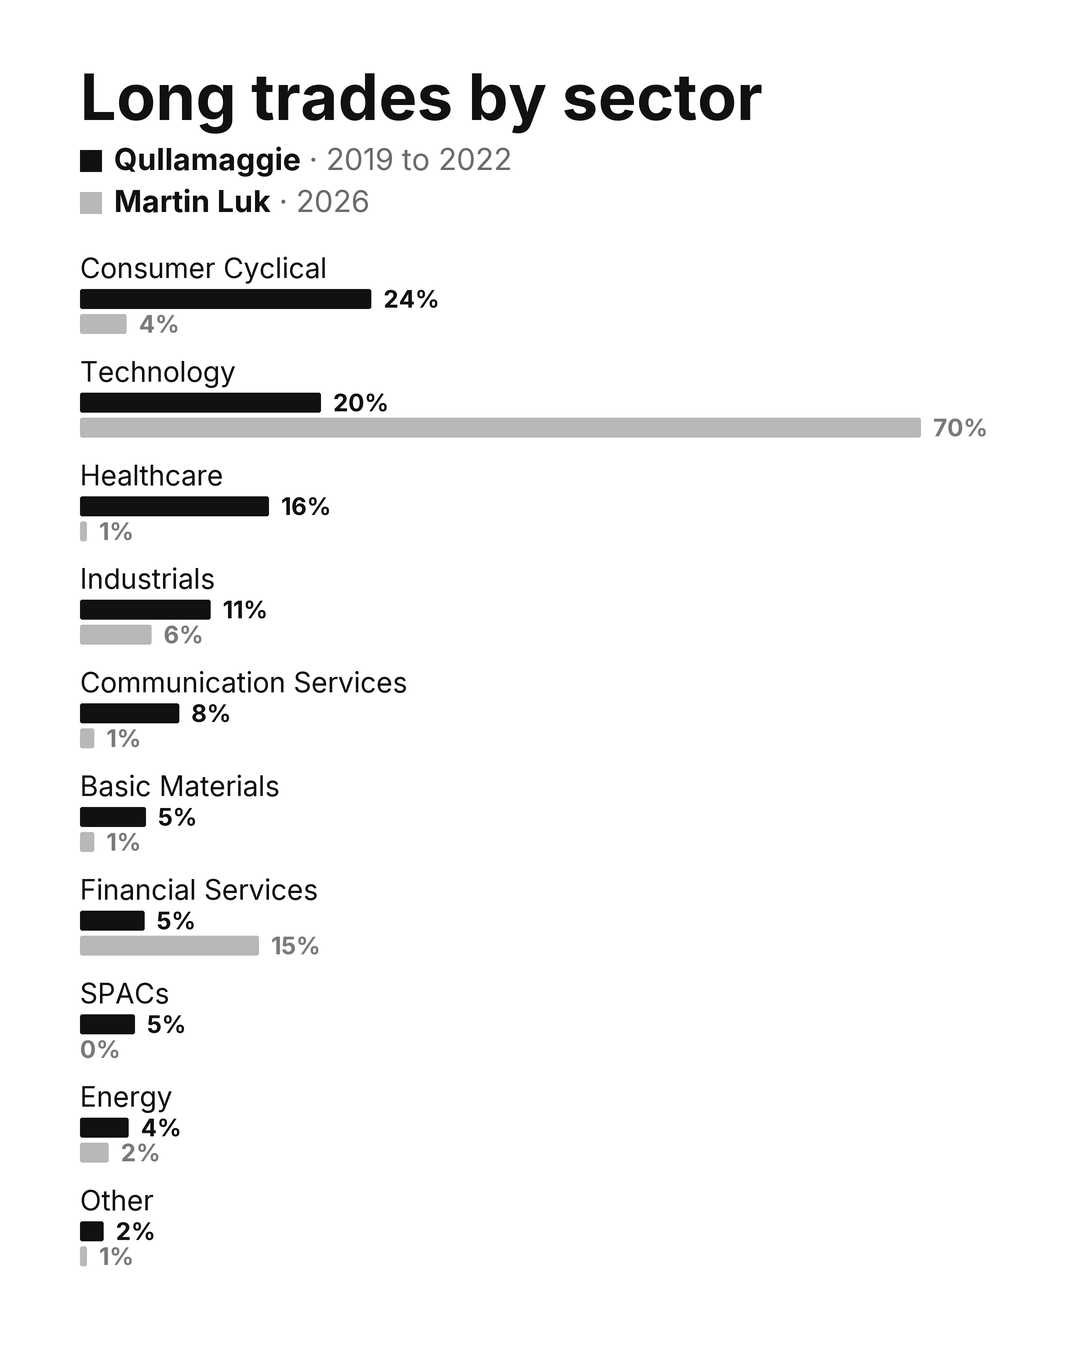 Long trades by sector
Qullamaggie · 2019 to 2022
Martin Luk · 2026
Consumer Cyclical
24%
4%
Technology
20%
70%
Healthcare
16%
1%
Industrials
11%
6%
Communication Services
8%
1%
Basic Materials
5%
1%
Financial Services
5%
15%
SPACs
5%
0%
Energy
4%
2%
Other
2%
1%